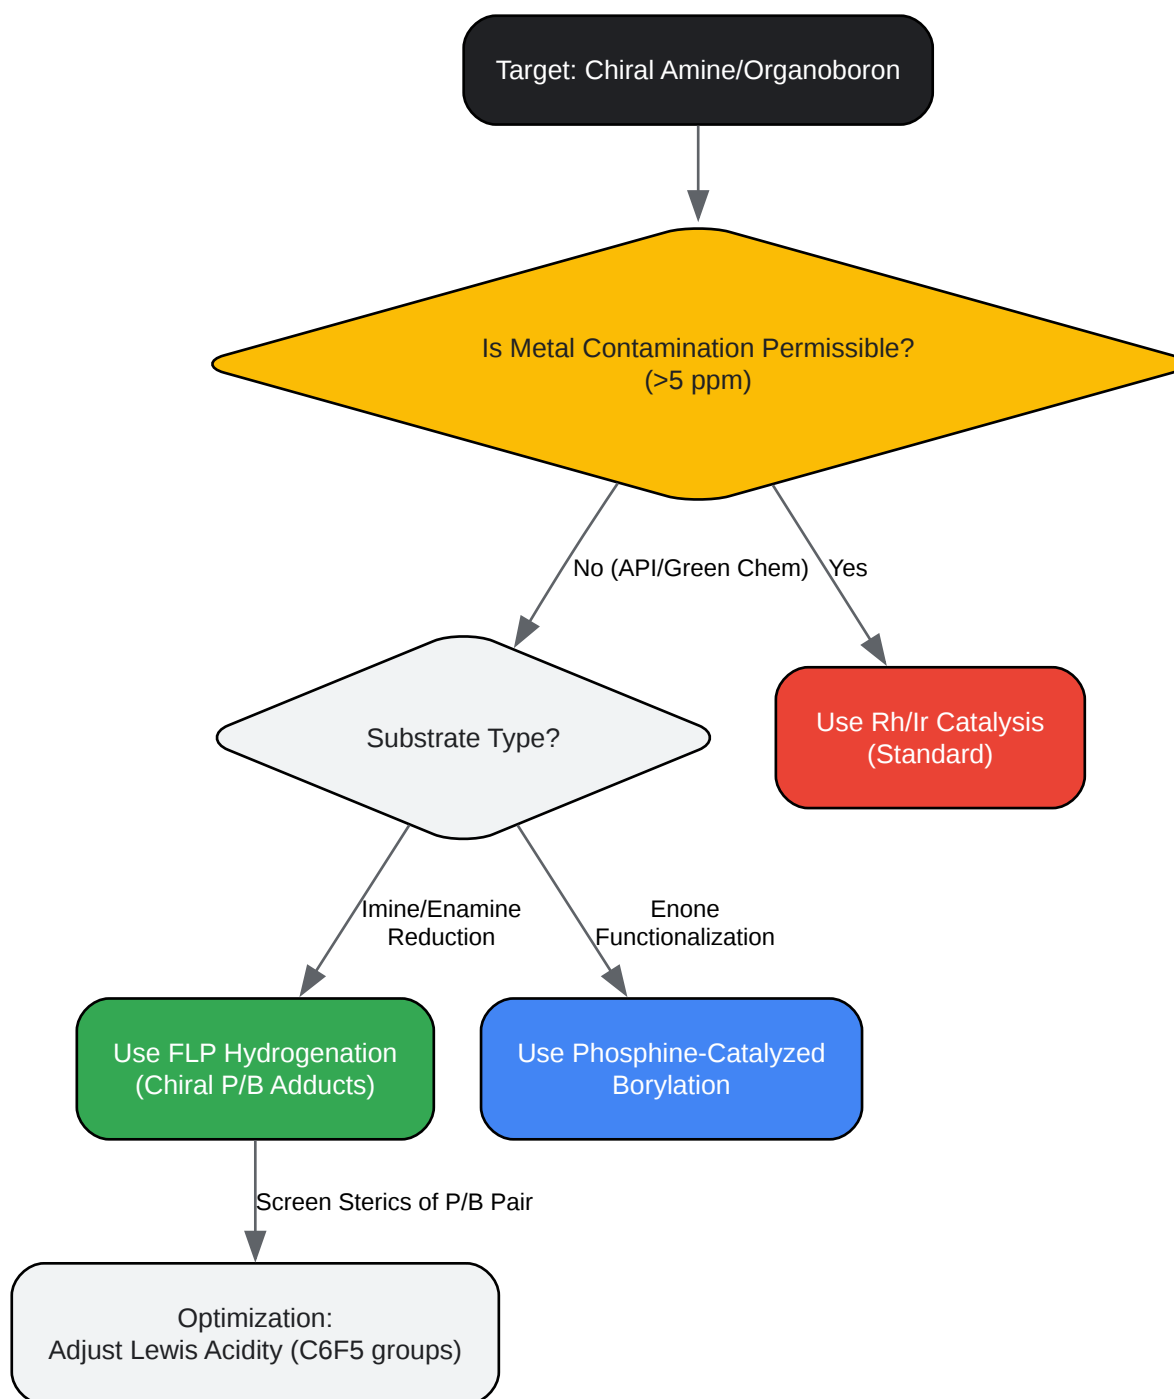 Target: Chiral Amine/Organoboron
Is Metal Contamination Permissible?
(>5 ppm)
No (API/Green Chem)
Yes
Substrate Type?
Use Rh/Ir Catalysis
(Standard)
Imine/Enamine
Reduction
Enone
Functionalization
Use FLP Hydrogenation
(Chiral P/B Adducts)
Use Phosphine-Catalyzed
Borylation
Screen Sterics of P/B Pair
Optimization:
Adjust Lewis Acidity (C6F5 groups)